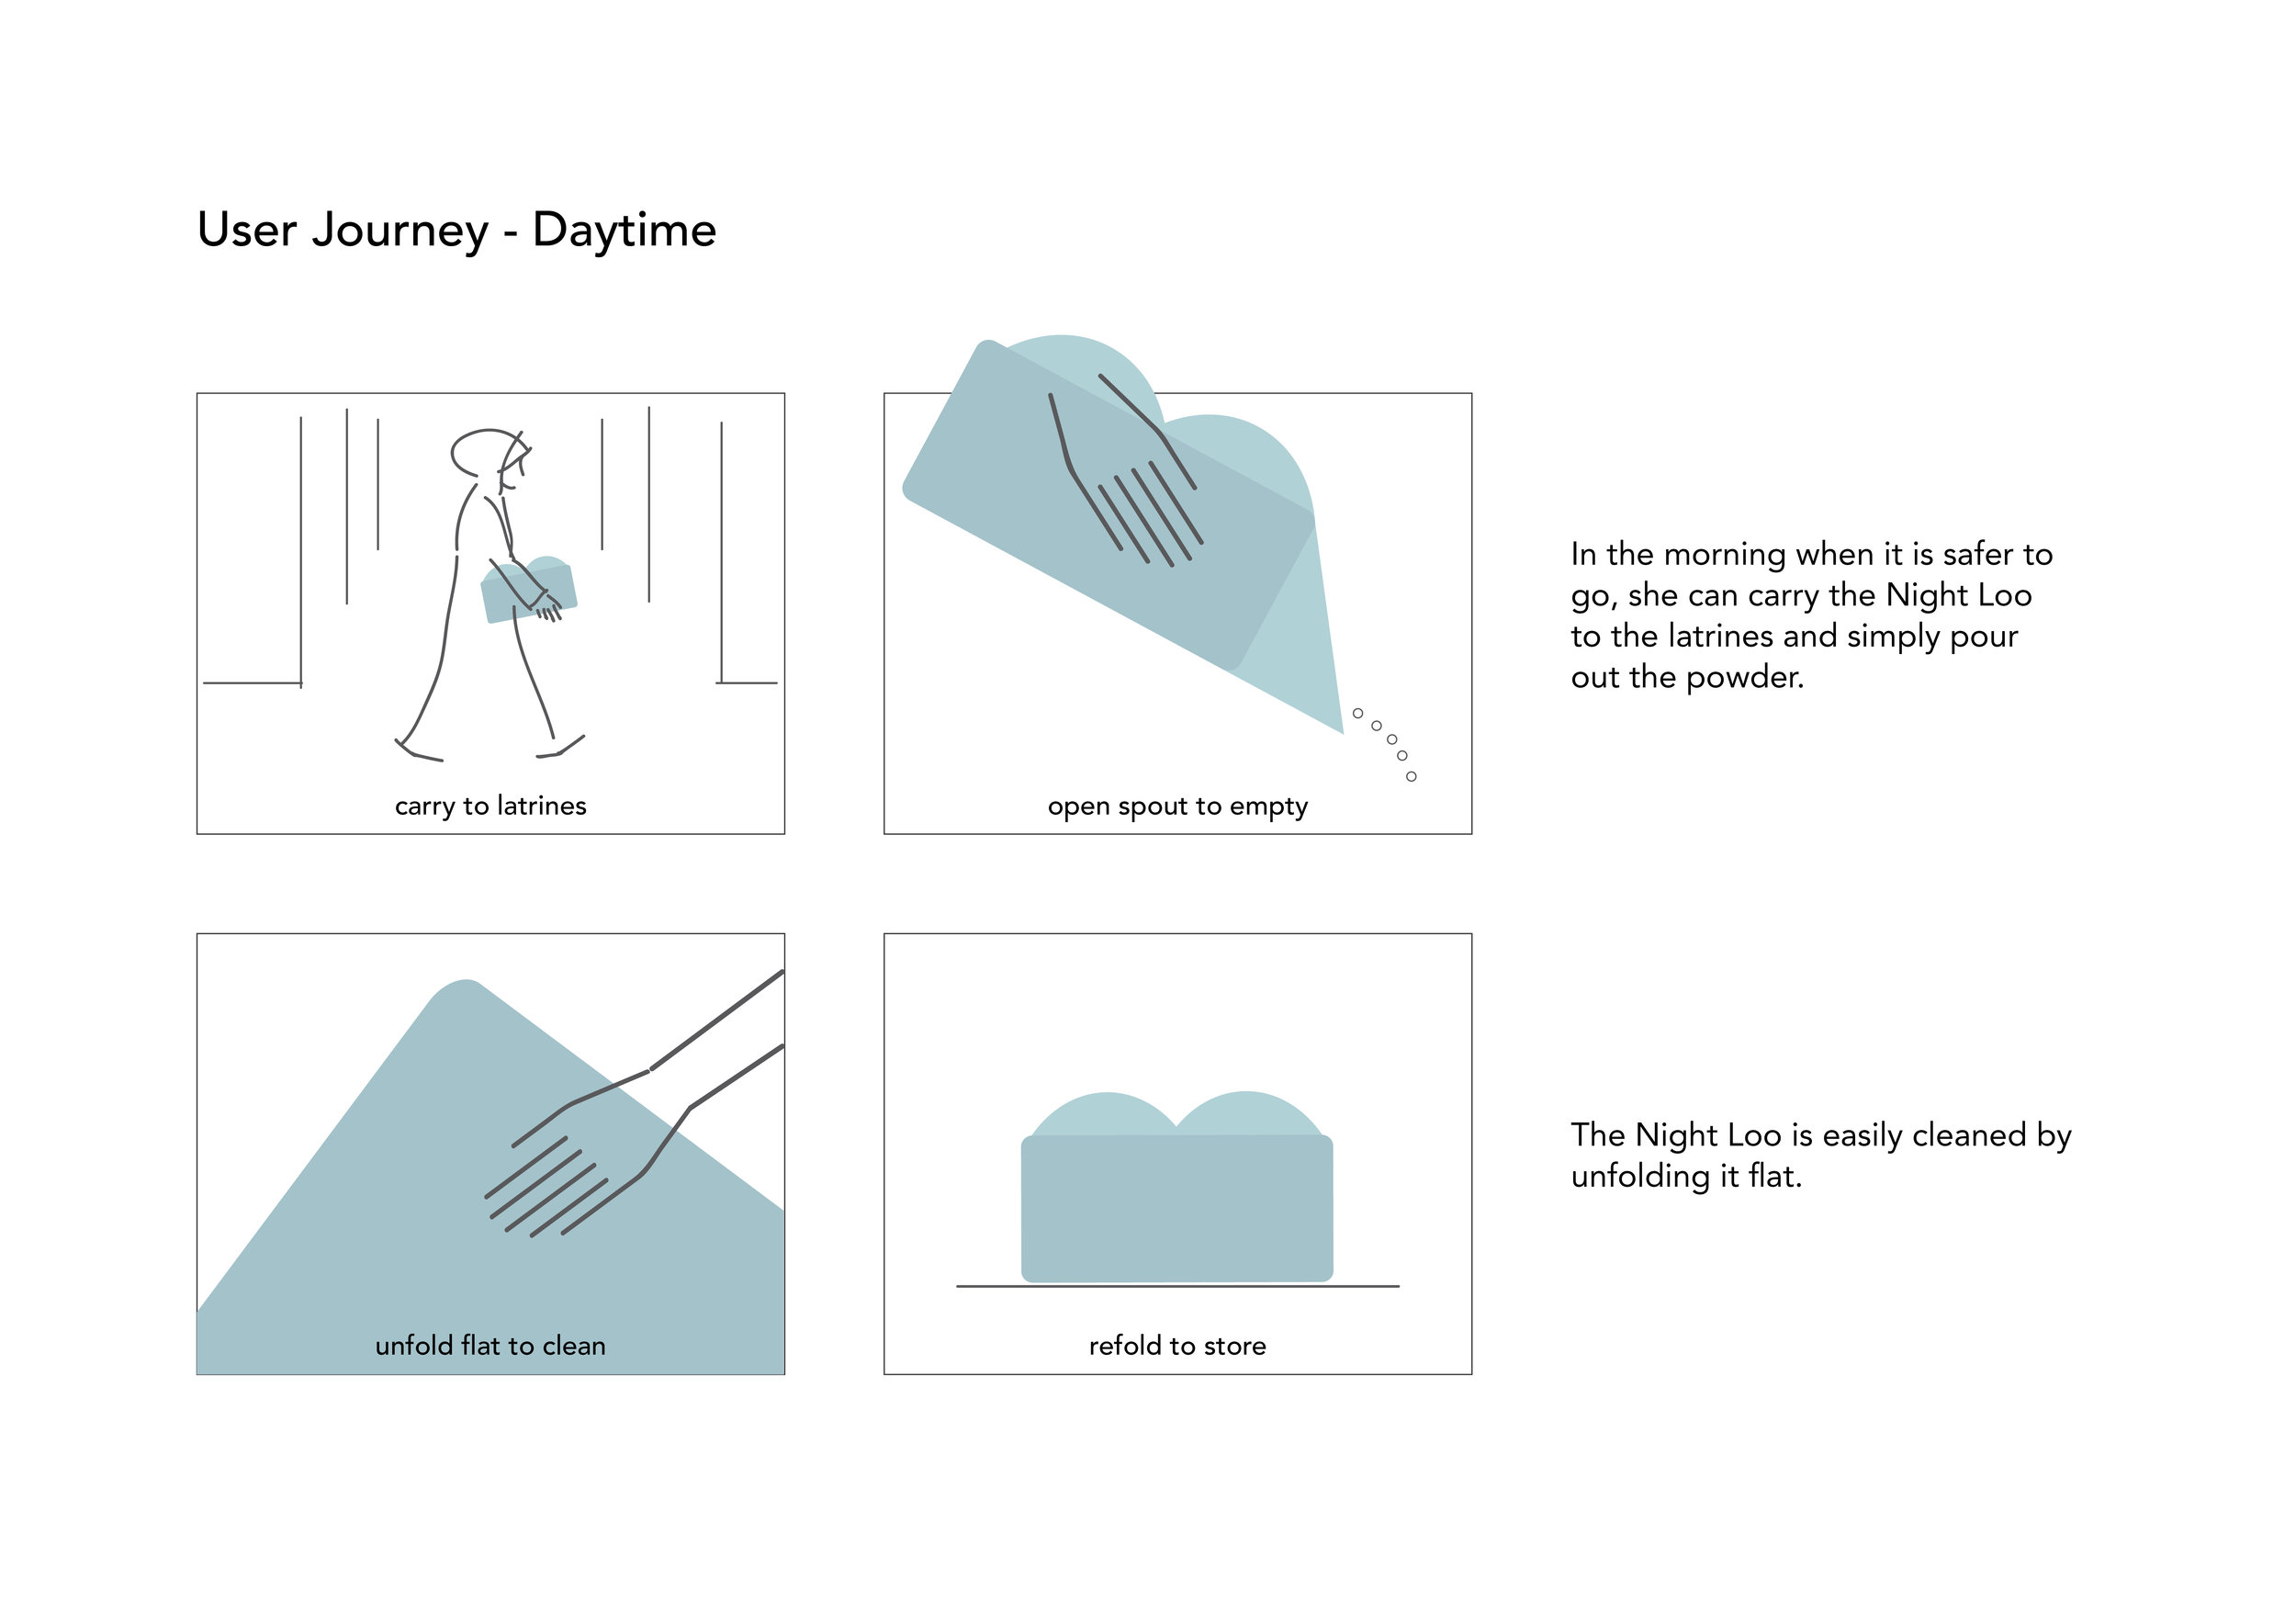 User Journey - Daytime
carry to latrines
open spout to empty
In the morning when it is safer to
go, she can carry the Night Loo
to the latrines and simply pour
out the powder.
unfold flat to clean
refold to store
The Night Loo is easily cleaned by
unfolding it flat.